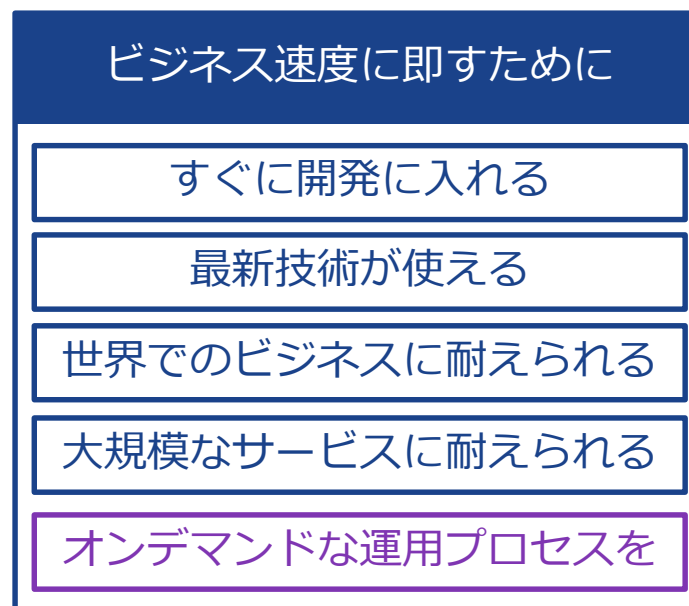 ビジネス速度に即すために
すぐに開発に入れる
最新技術が使える
世界でのビジネスに耐えられる
大規模なサービスに耐えられる
オンデマンドな運用プロセスを